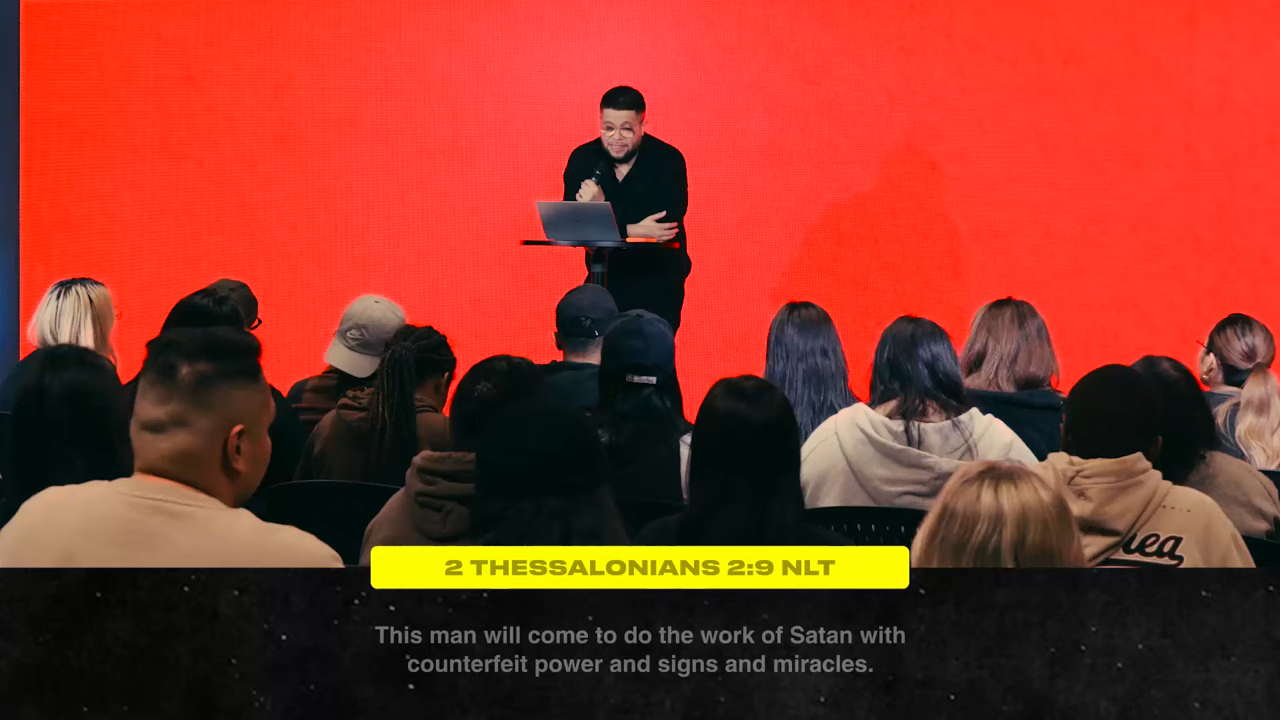 2 THESSALONIANS 2:9 NLT
This man will come to do the work of Satan with
counterfeit power and signs and miracles.